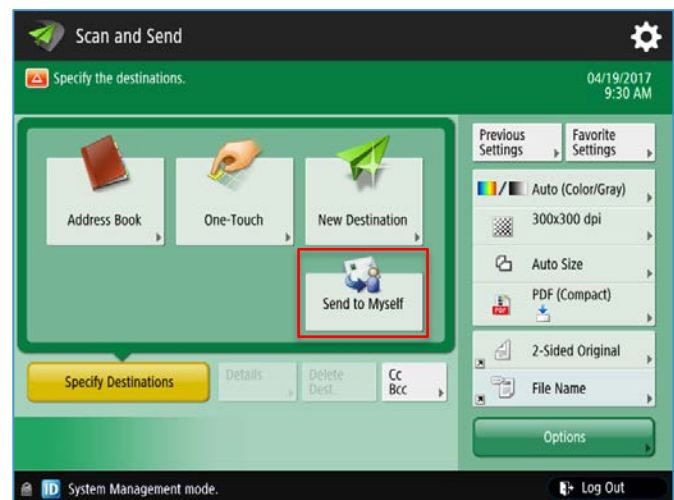 Scan and Send
Specify the destinations.
04/19/2017
9:30 AM
Address Book
One-Touch
New Destination
Send to Myself
Specify Destinations
Details
Delete
Dest.
Cc
Bcc
Previous
Settings
Favorite
Settings
Auto (Color/Gray)
300x300 dpi
Auto Size
PDF
PDF (Compact)
2-Sided Original
File Name
Options
ID
System Management mode.
Log Out